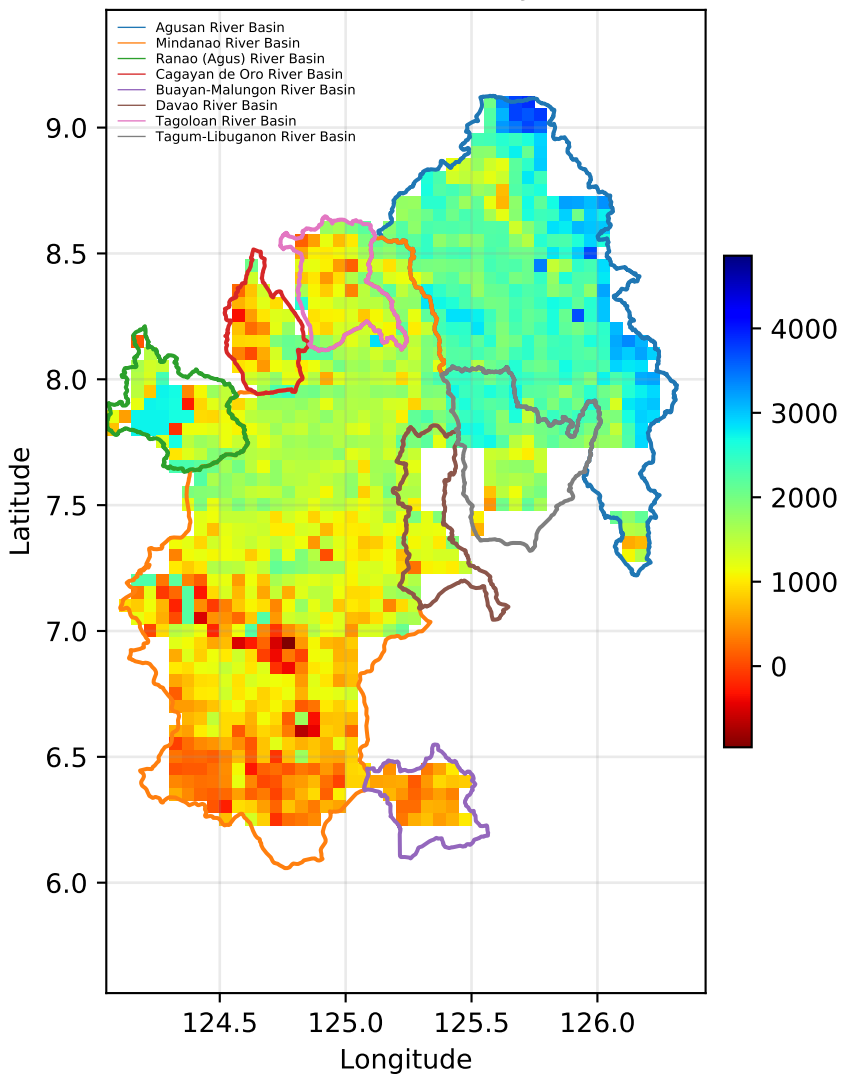 Agusan River Basin
Mindanao River Basin
Ranao (Agus) River Basin
Cagayan de Oro River Basin
Buayan-Malungon River Basin
Davao River Basin
Tagoloan River Basin
Tagum-Libuganon River Basin
9.0
8.5
8.0
7.5
7.0
6.5
6.0
Latitude
124.5 125.0 125.5 126.0
Longitude
4000
3000
2000
1000
0